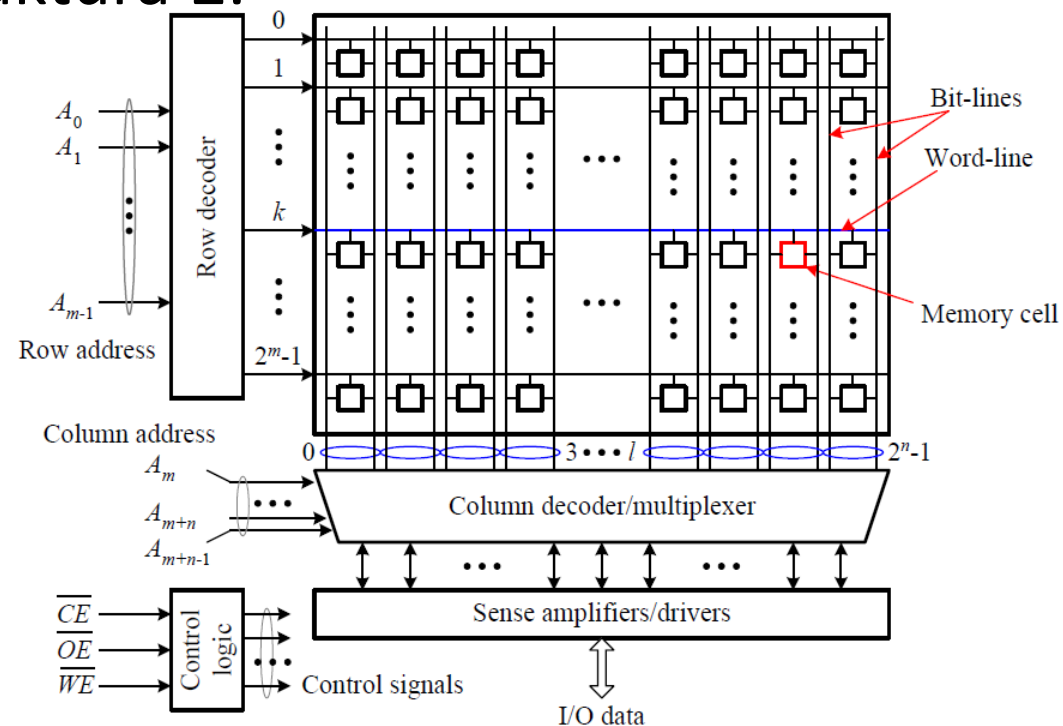 0
1
A0
A1
Bit-lines
Word-line
Row decoder
k
Am-1
Memory cell
Row address
2^m-1
Column address
0
3
l
2^n-1
Am
Am+n
Am+n-1
Column decoder/multiplexer
CE
OE
WE
Control
logic
Sense amplifiers/drivers
Control signals
I/O data